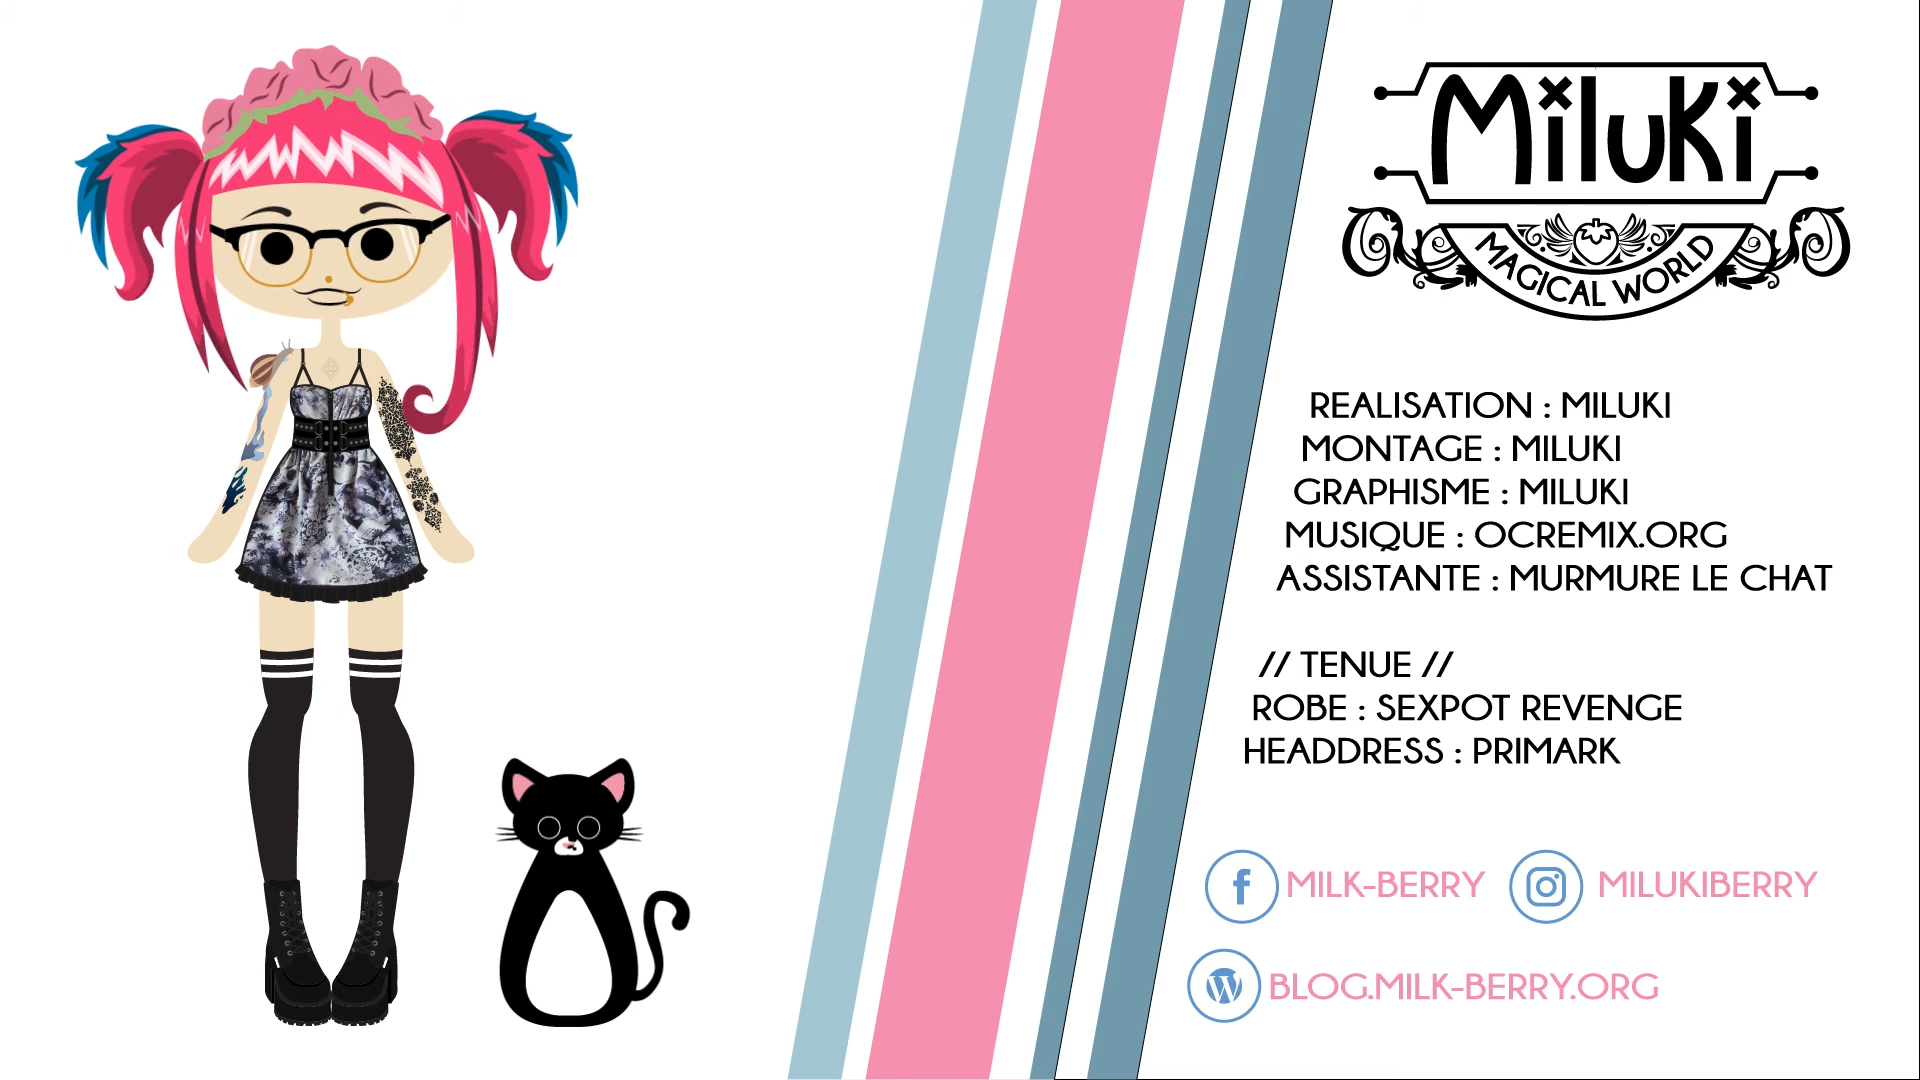 Miluki
MAGICAL WORLD
REALISATION : MILUKI
MONTAGE : MILUKI
GRAPHISME : MILUKI
MUSIQUE : OCREMIX.ORG
ASSISTANTE : MURMURE LE CHAT
// TENUE //
ROBE : SEXPOT REVENGE
HEADDRESS : PRIMARK
MILK-BERRY
MILUKIBERRY
BLOG.MILK-BERRY.ORG